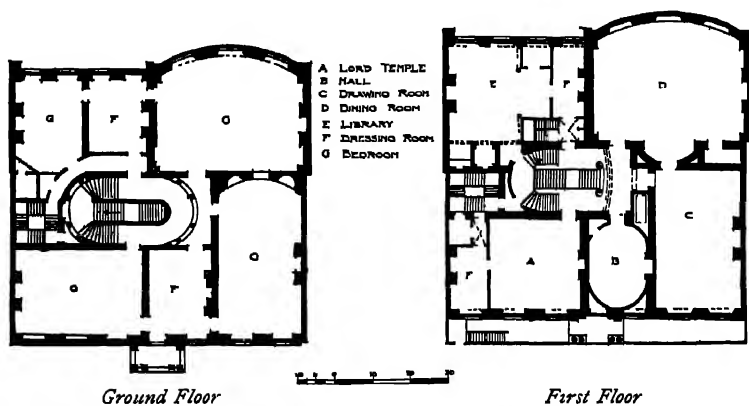 A LORD TEMPLE
B HALL
C DRAWING ROOM
D DINING ROOM
E LIBRARY
F DRESSING ROOM
G BEDROOM
G
F
G
G
F
G
E
F
D
C
F
A
B
Ground Floor
First Floor